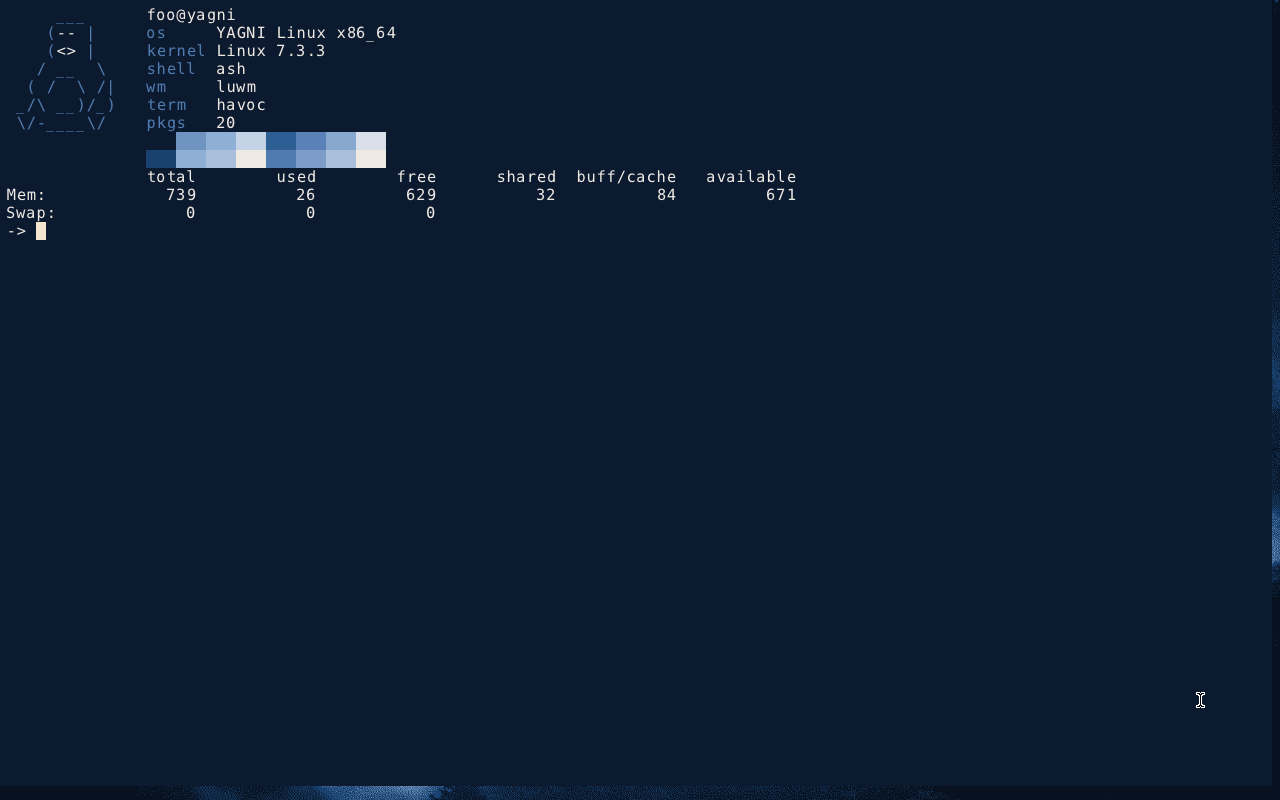 foo@yagni
os     YAGNI Linux x86_64
kernel Linux 7.3.3
shell  ash
wm     luwm
term   havoc
pkgs   20
              total        used        free      shared  buff/cache   available
Mem:            739          26         629          32          84         671
Swap:             0           0           0
->